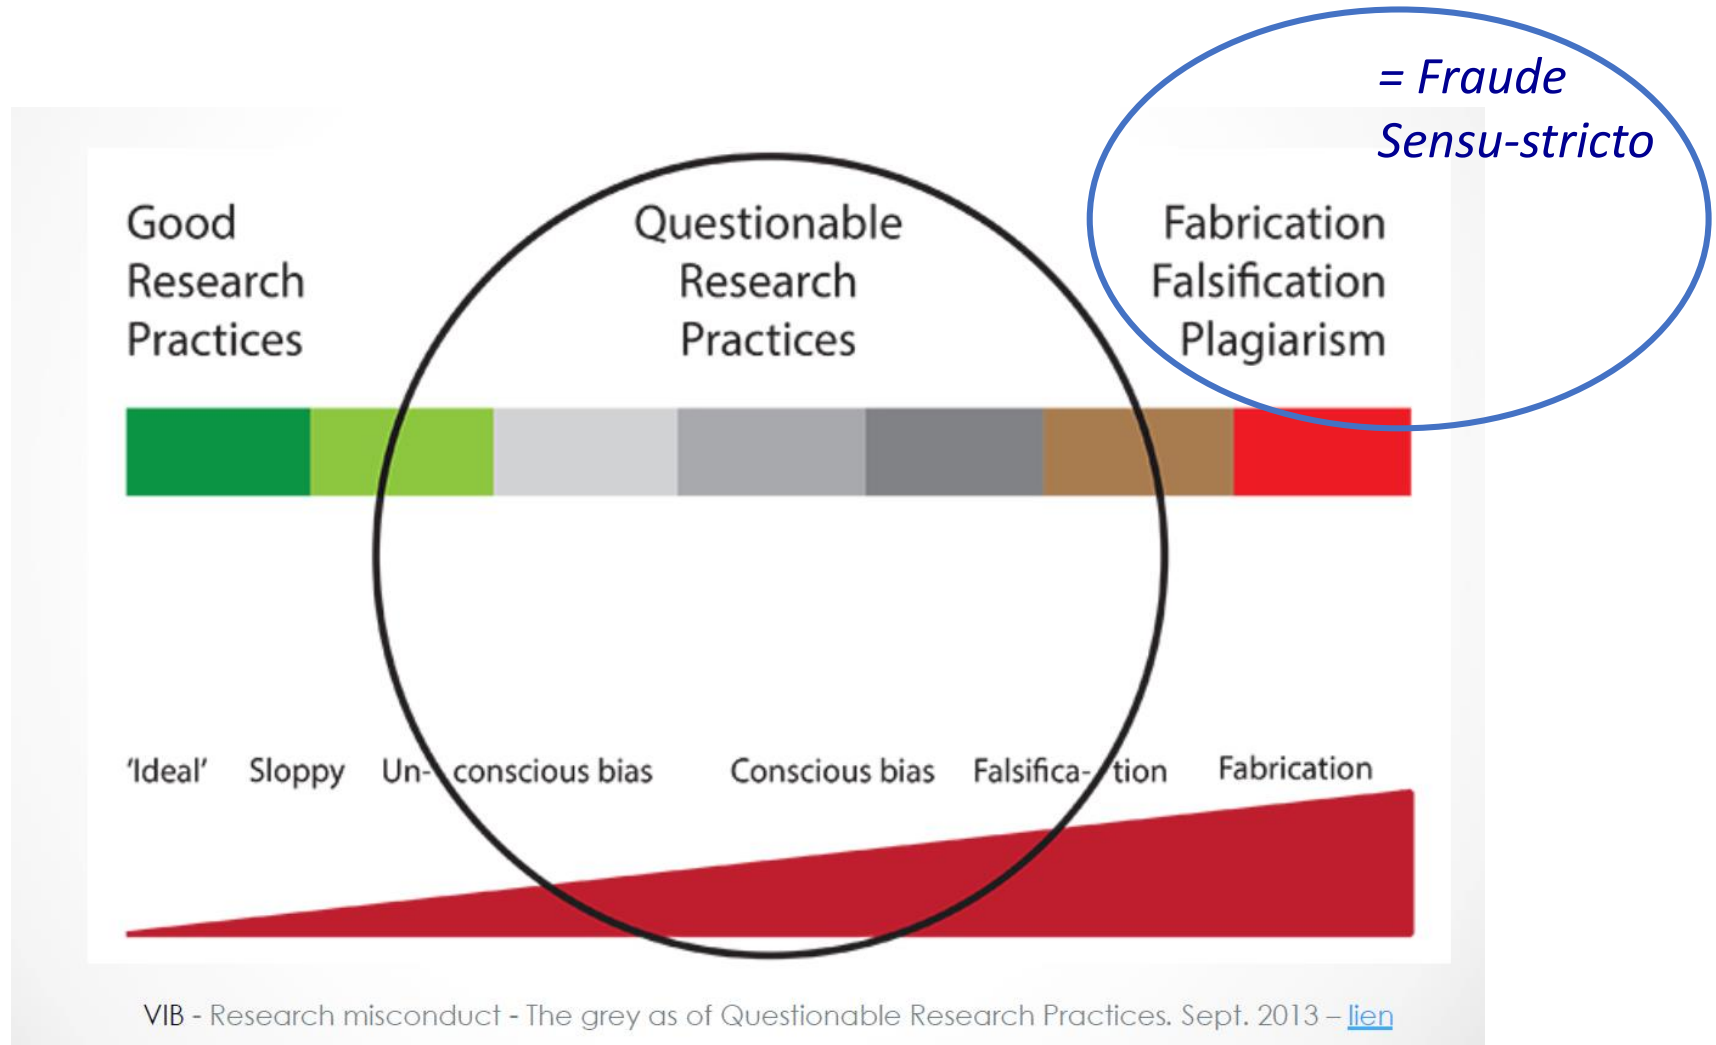 = Fraude
Sensu-stricto
Good
Research
Practices
Questionable
Research
Practices
Fabrication
Falsification
Plagiarism
'Ideal'
Sloppy
Un- conscious bias
Conscious bias
Falsifica- tion
Fabrication
VIB - Research misconduct - The grey as of Questionable Research Practices. Sept. 2013 – lien